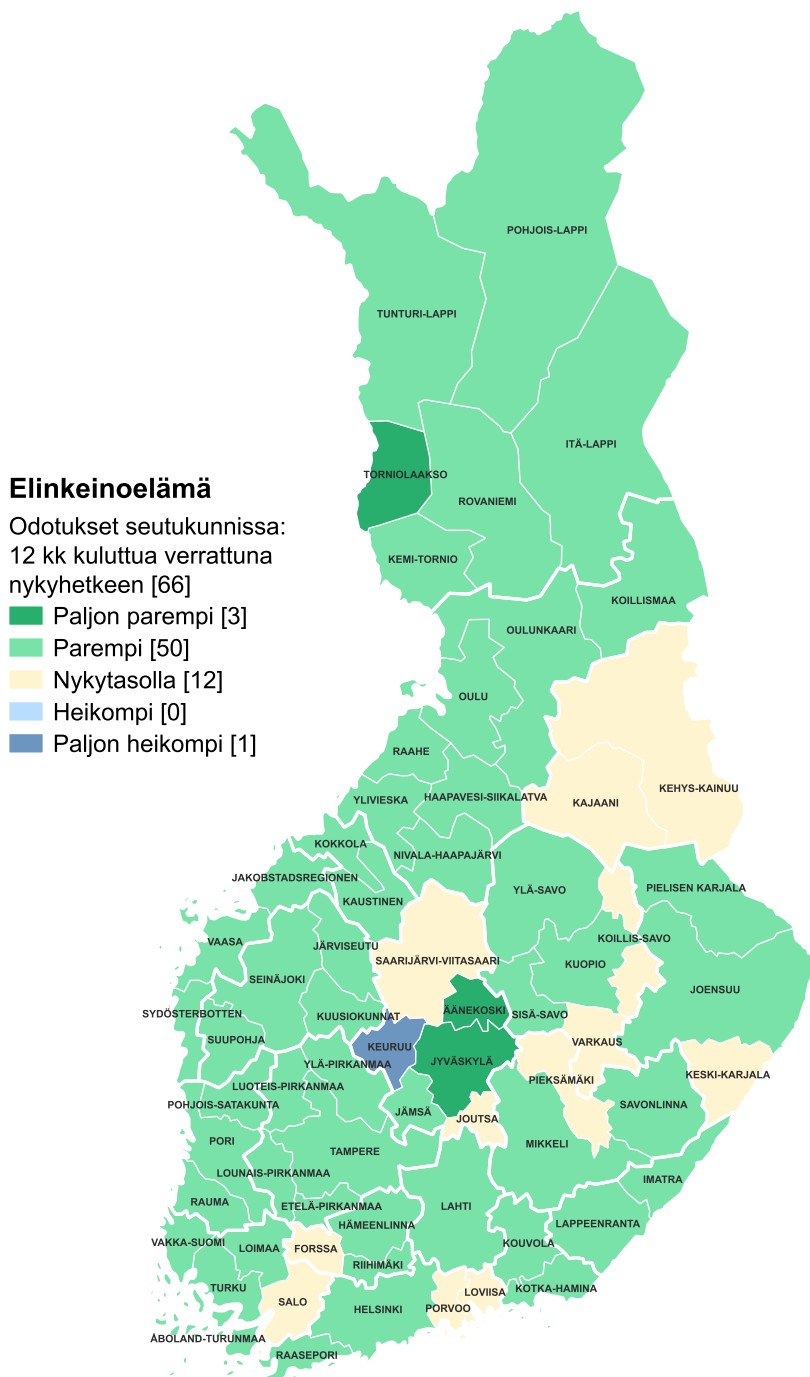 POHJOIS-LAPPI
TUNTURI-LAPPI
ITÄ-LAPPI
TORNIOLAAKSO
ROVANIEMI
Elinkeinoelämä
Odotukset seutukunnissa:
12 kk kuluttua verrattuna
nykyhetkeen [66]
Paljon parempi [3]
Parempi [50]
Nykytasolla [12]
Heikompi [0]
Paljon heikompi [1]
KEMI-TORNIO
KOILLISMAA
OULUNKAARI
OULU
RAAHE
KEHYS-KAINUU
HAAPAVESI-SIIKALATVA
YLIVIESKA
KAJAANI
KOKKOLA
NIVALA-HAAPAJÄRVI
JAKOBSTADSREGIONEN
PIELISEN KARJALA
YLÄ-SAVO
KAUSTINEN
KOILLIS-SAVO
VAASA
JÄRVISEUTU
SAARIJÄRVI-VIITASAARI
KUOPIO
SEINÄJOKI
JOENSUU
ÄÄNEKOSKI
SYDÖSTERBOTTEN
KUUSIOKUNNAT
SISÄ-SAVO
SUUPOHJA
VARKAUS
KEURUU
JYVÄSKYLÄ
YLÄ-PIRKANMAA
KESKI-KARJALA
PIEKSÄMÄKI
LUOTEIS-PIRKANMAA
POHJOIS-SATAKUNTA
SAVONLINNA
JÄMSÄ
JOUTSA
PORI
MIKKELI
TAMPERE
LOUNAIS-PIRKANMAA
IMATRA
RAUMA
ETELÄ-PIRKANMAA
LAHTI
HÄMEENLINNA
LAPPEENRANTA
VAKKA-SUOMI
LOIMAA
FORSSA
KOUVOLA
RIIHIMÄKI
TURKU
KOTKA-HAMINA
LOVIISA
SALO
HELSINKI
PORVOO
ÅBOLAND-TURUNMAA
RAASEPORI